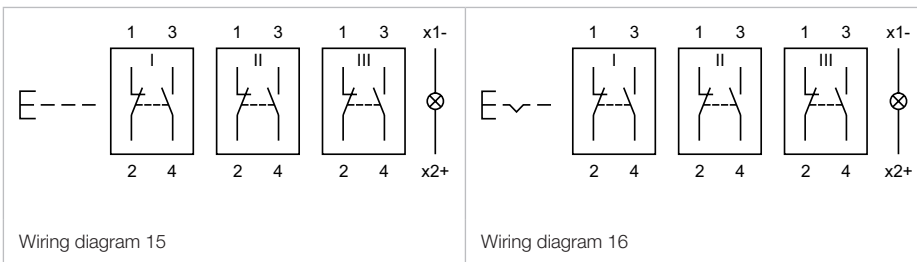 1 3 1 3 1 3 x1-
I II III
2 4 2 4 2 4 x2+
Wiring diagram 15
1 3 1 3 1 3 x1-
I II III
2 4 2 4 2 4 x2+
Wiring diagram 16